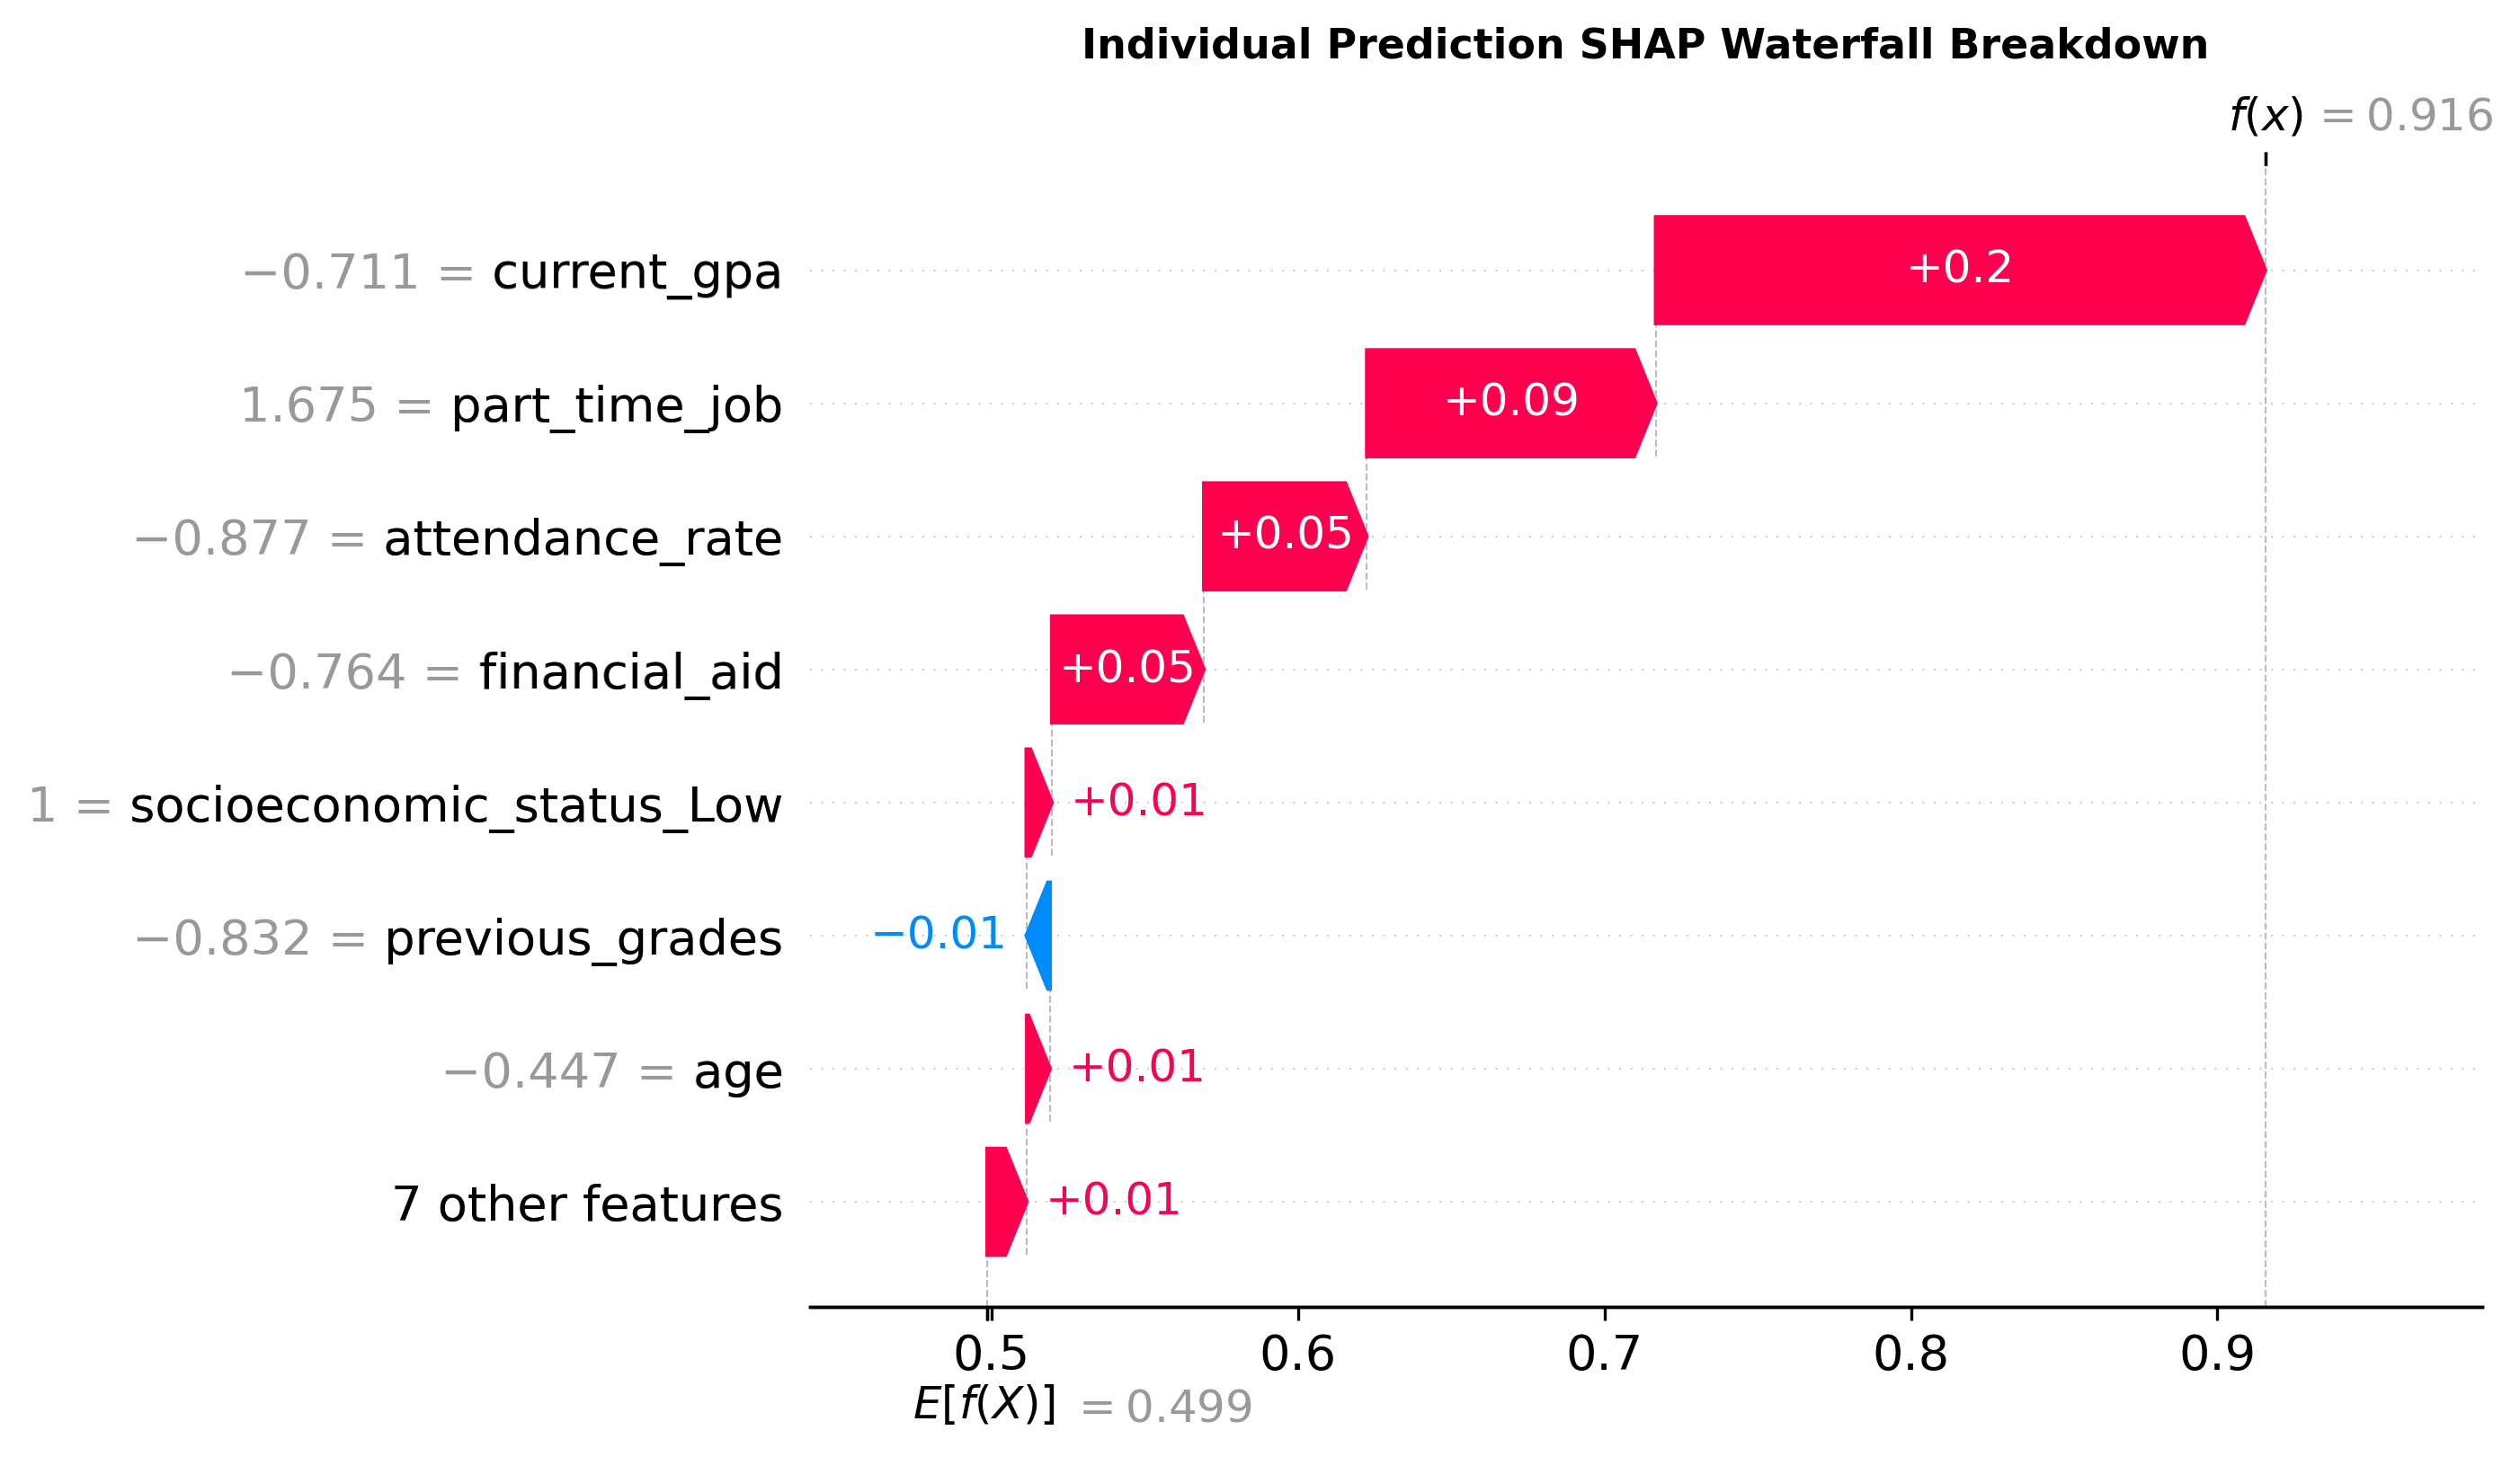 Individual Prediction SHAP Waterfall Breakdown
f(x) = 0.916
−0.711 = current_gpa +0.2
1.675 = part_time_job +0.09
−0.877 = attendance_rate +0.05
−0.764 = financial_aid +0.05
1 = socioeconomic_status_Low +0.01
−0.832 = previous_grades −0.01
−0.447 = age +0.01
7 other features +0.01
0.5 0.6 0.7 0.8 0.9
E[f(X)] = 0.499